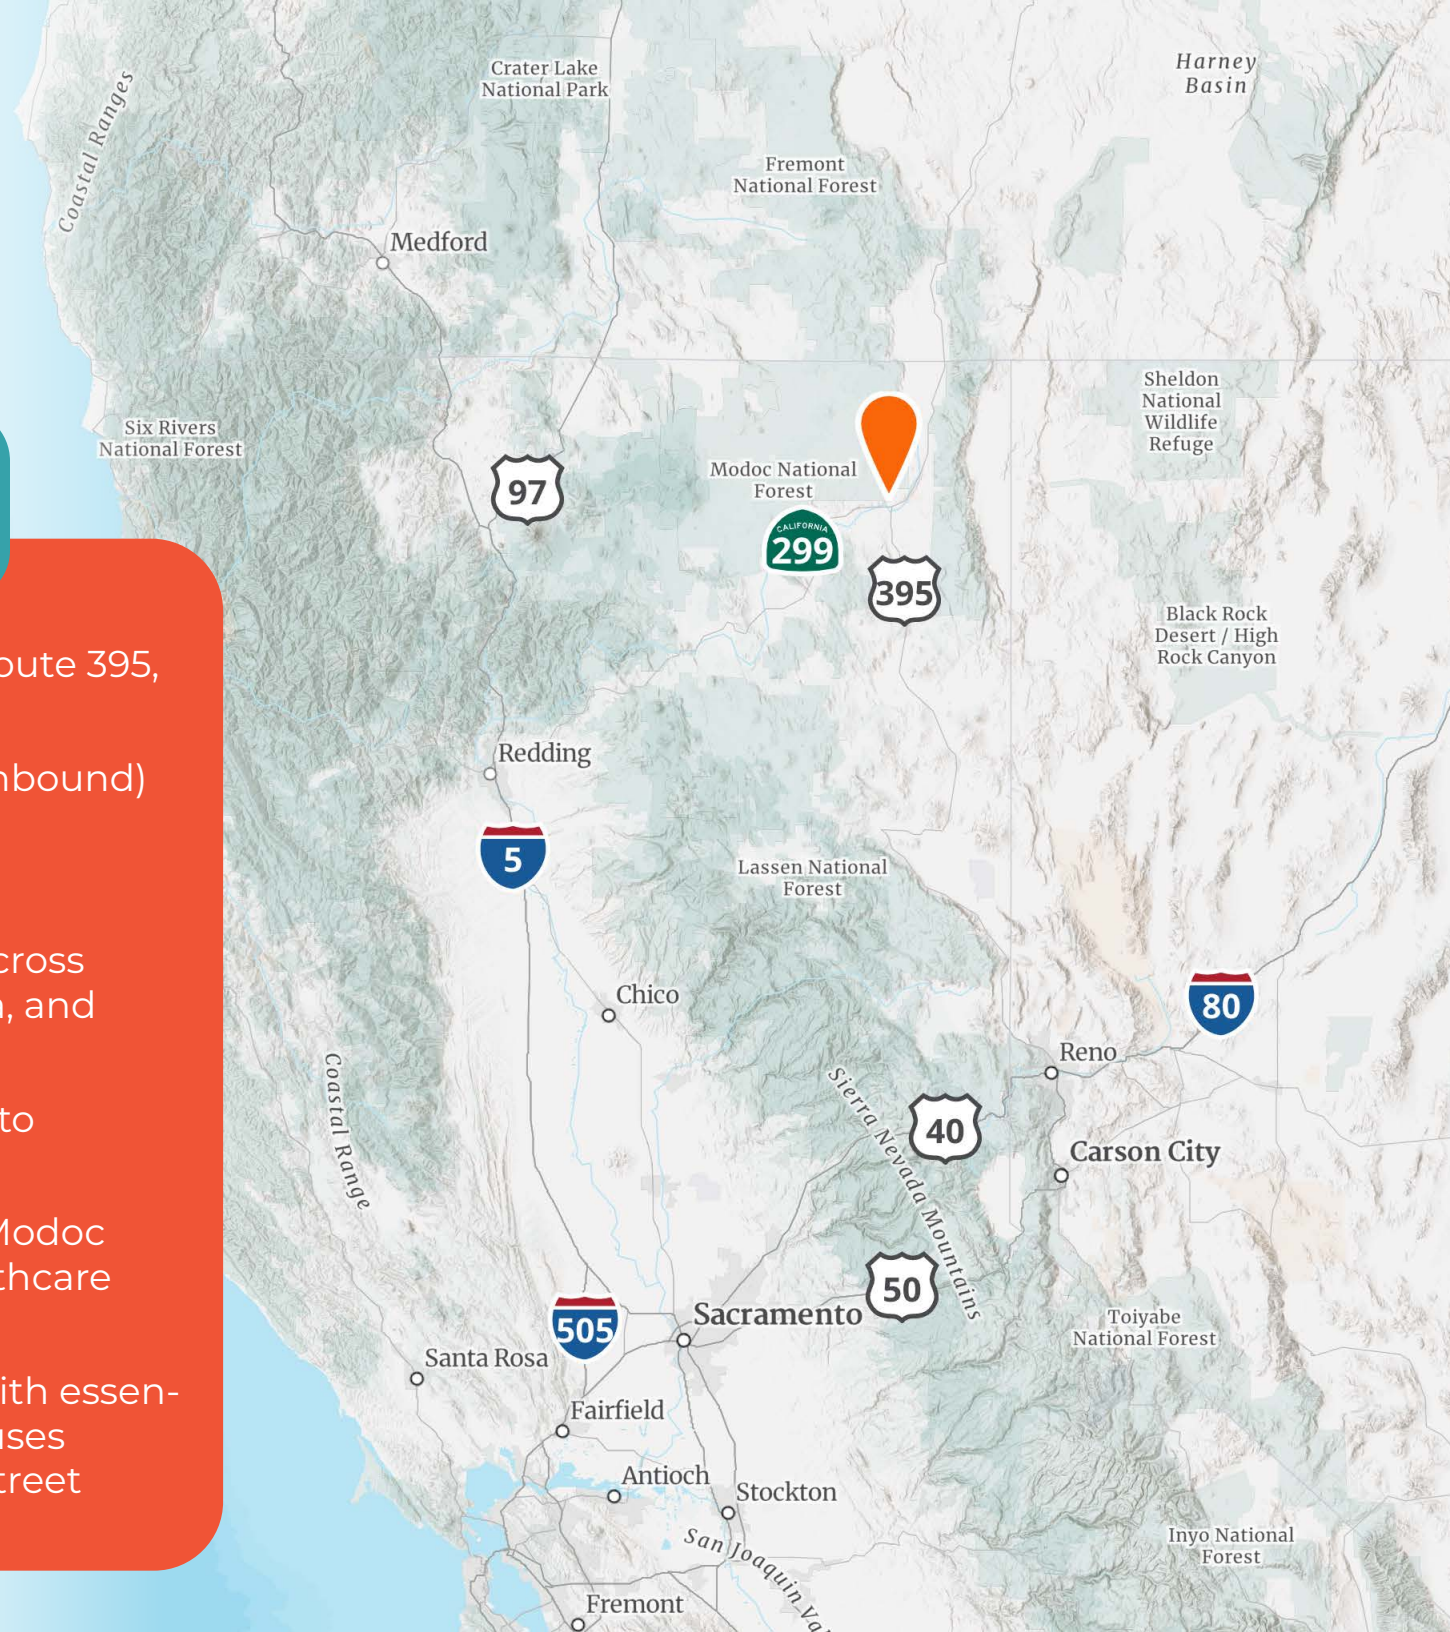 Crater Lake
National Park
Harney
Basin
Coastal Ranges
Fremont
National Forest
Medford
Sheldon
National
Wildlife
Refuge
Six Rivers
National Forest
97
Modoc National
Forest
CALIFORNIA
299
395
Black Rock
Desert / High
Rock Canyon
oute 395,
nbound)
cross
, and
to
Modoc
thcare
ith essen-
uses
treet
Redding
5
Lassen National
Forest
Chico
80
Reno
Coastal Range
Sierra Nevada Mountains
40
Carson City
50
Sacramento
505
Toiyabe
National Forest
Santa Rosa
Fairfield
Antioch
Stockton
San Joaquin Va
Inyo National
Forest
Fremont